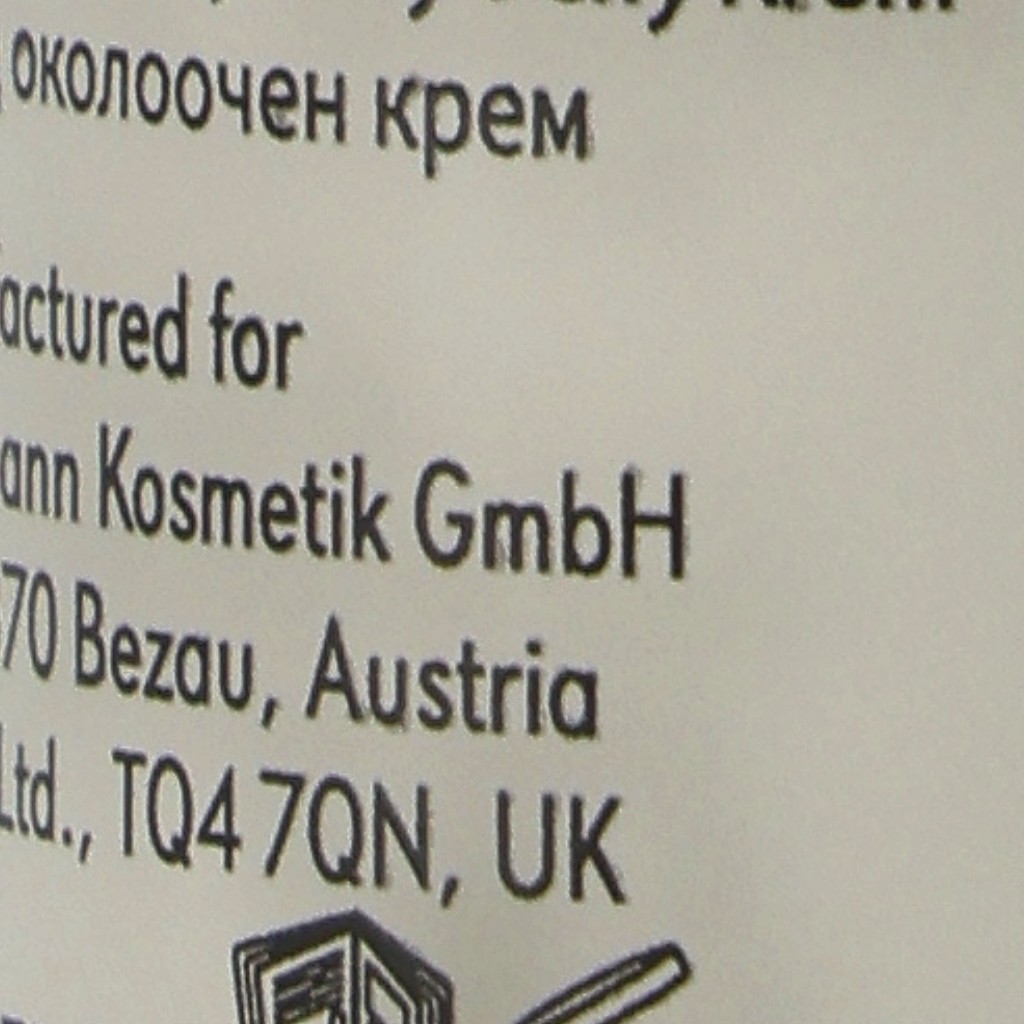 околоочен крем
actured for
ann Kosmetik GmbH
70 Bezau, Austria
Ltd., TQ4 7QN, UK